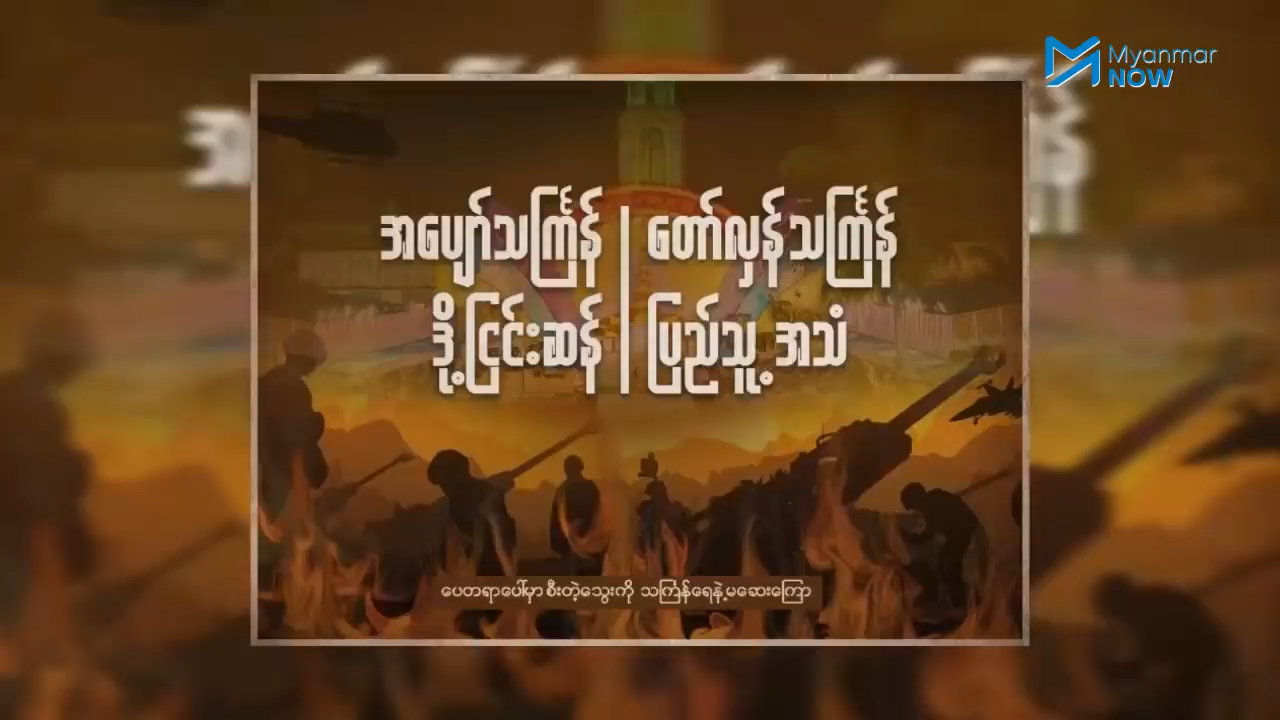 Myanmar
NOW
အပျော်သင်္ကြန် | တော်လှန်သင်္ကြန်
ဒို့ငြင်းဆန် | ပြည်သူ့အသံ
ပေတရာပေါ်မှာ စီးတဲ့သွေးကို သင်္ကြန်ရေနဲ့မဆေးကြော